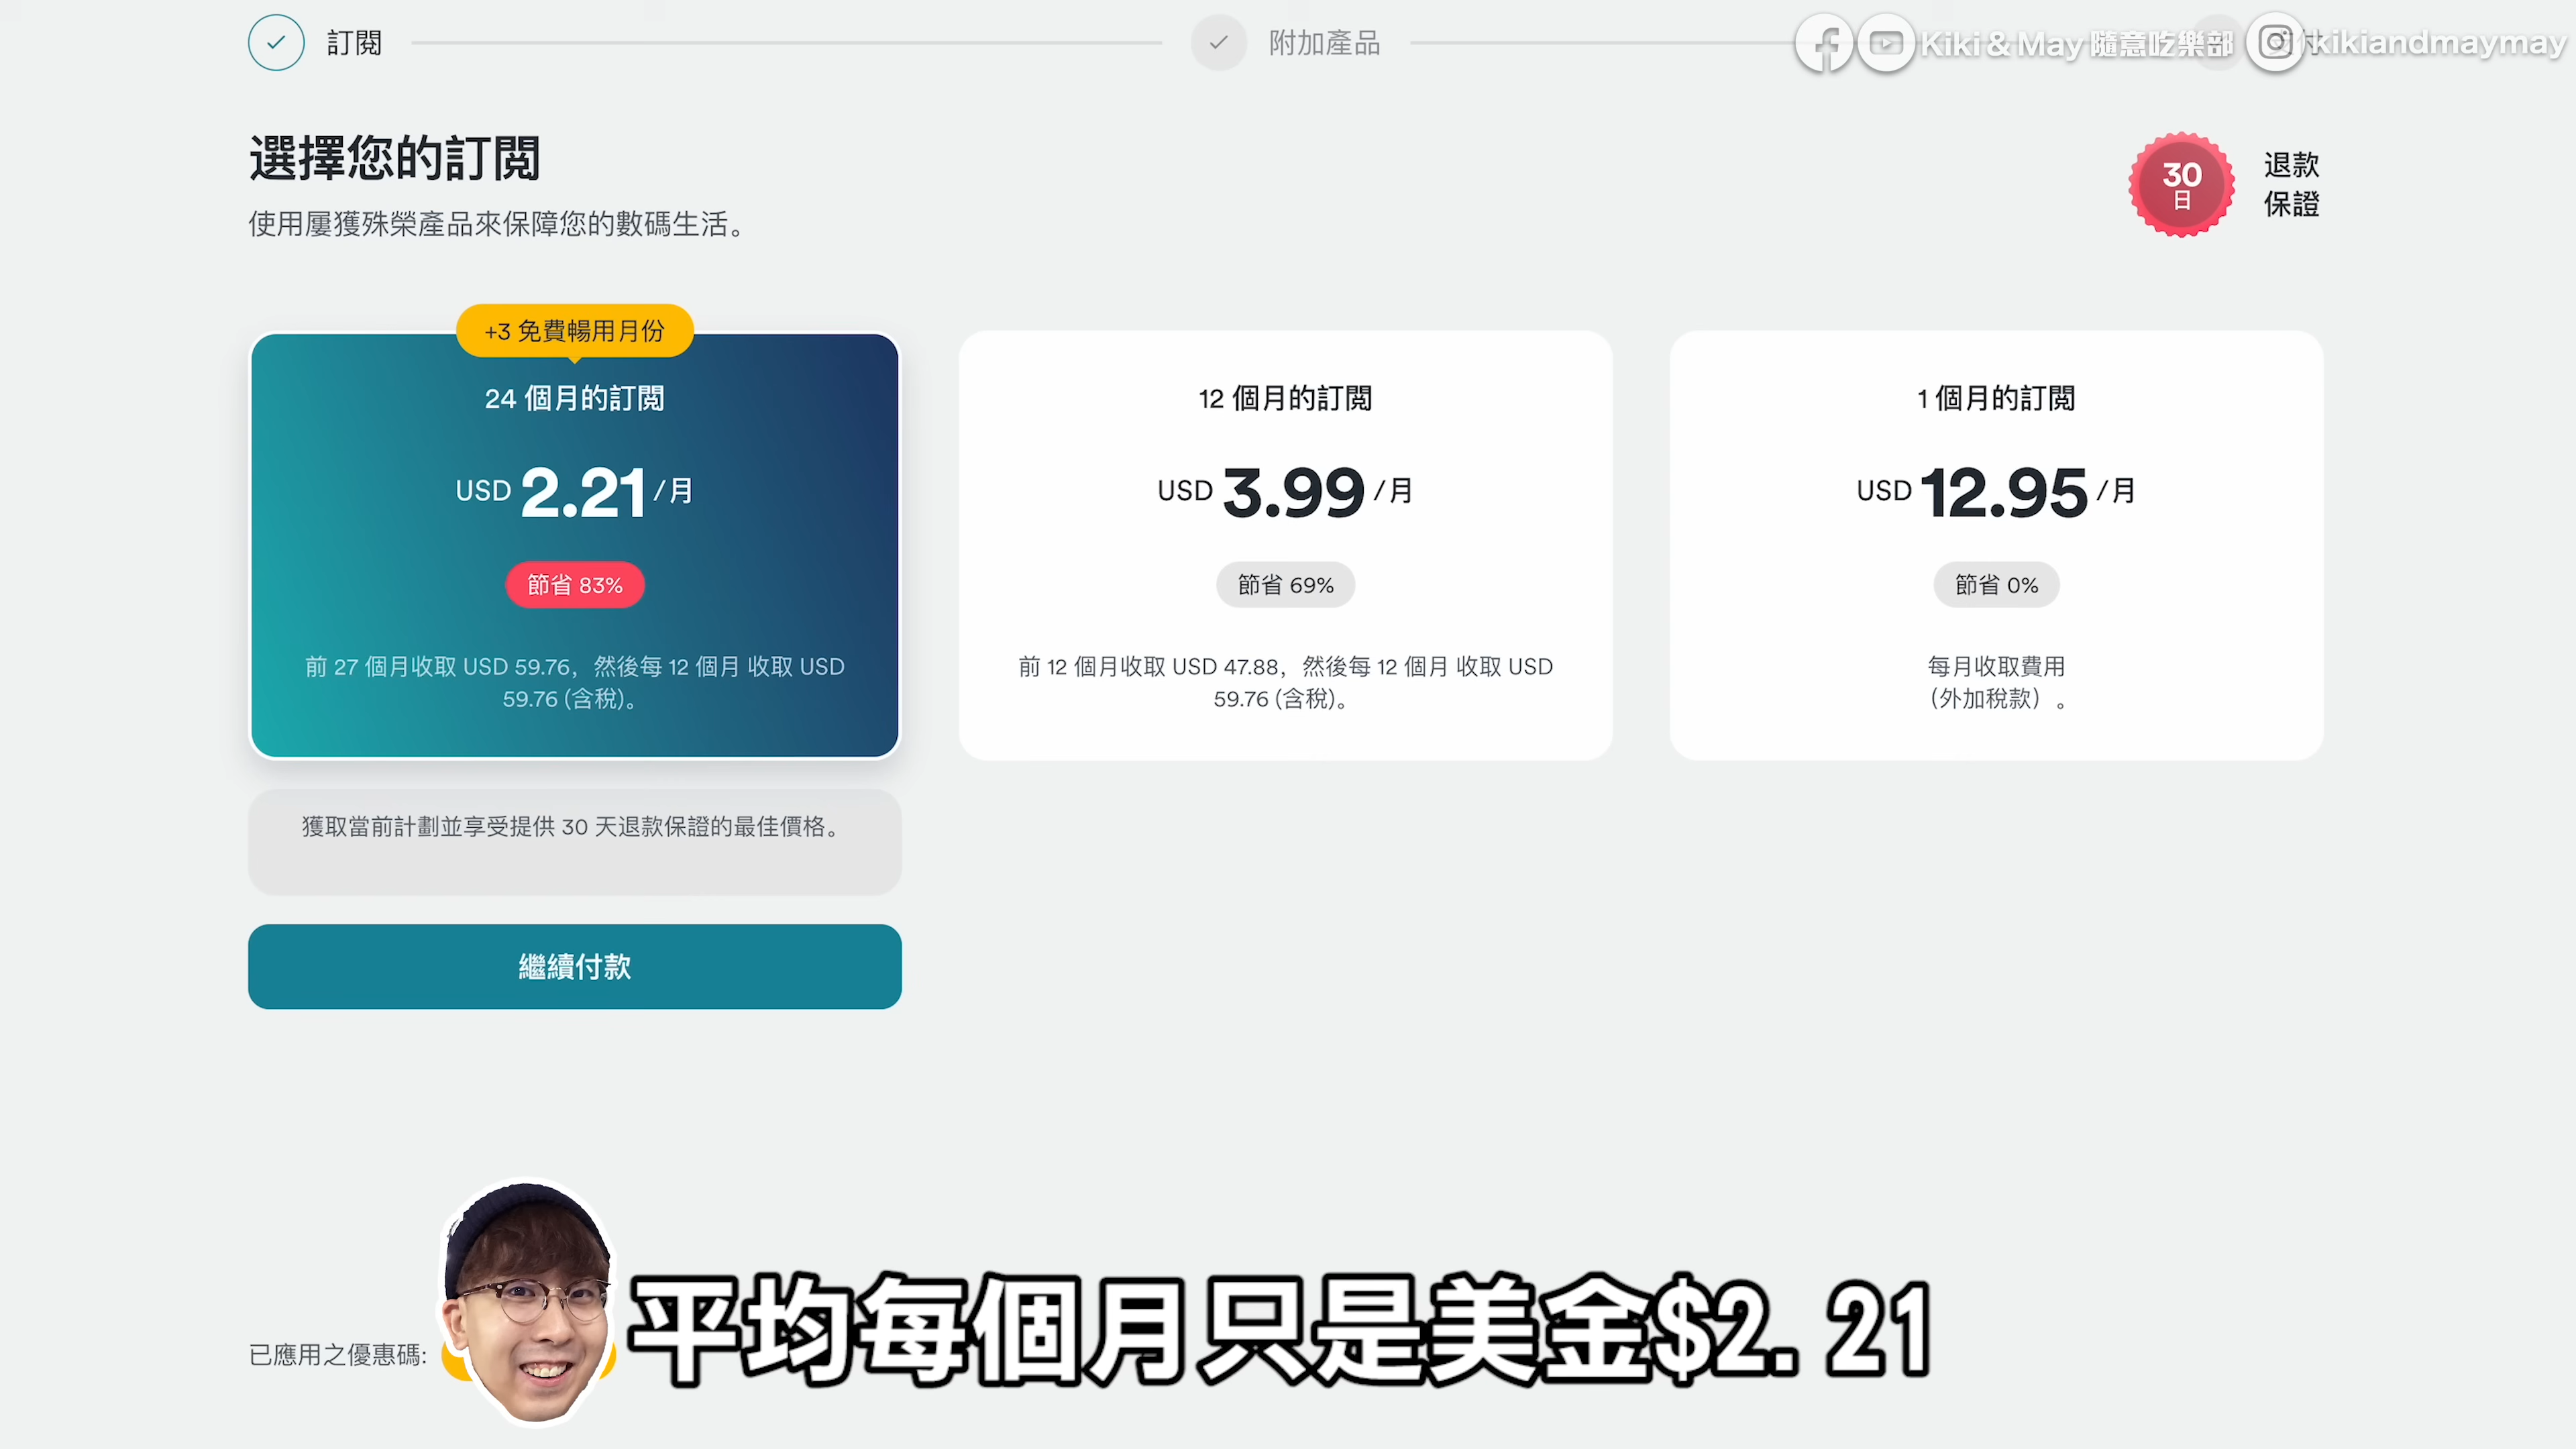 訂閱
附加產品
Kiki & May 隨意吃樂部
kikiandmaymay
選擇您的訂閱
使用屢獲殊榮產品來保障您的數碼生活。
30
日
退款
保證
+3 免費暢用月份
24 個月的訂閱
USD 2.21 /月
節省 83%
前 27 個月收取 USD 59.76，然後每 12 個月 收取 USD
59.76 (含稅)。
12 個月的訂閱
USD 3.99 /月
節省 69%
前 12 個月收取 USD 47.88，然後每 12 個月 收取 USD
59.76 (含稅)。
1 個月的訂閱
USD 12.95 /月
節省 0%
每月收取費用
（外加稅款）。
獲取當前計劃並享受提供 30 天退款保證的最佳價格。
繼續付款
已應用之優惠碼:
平均每個月只是美金$2.21